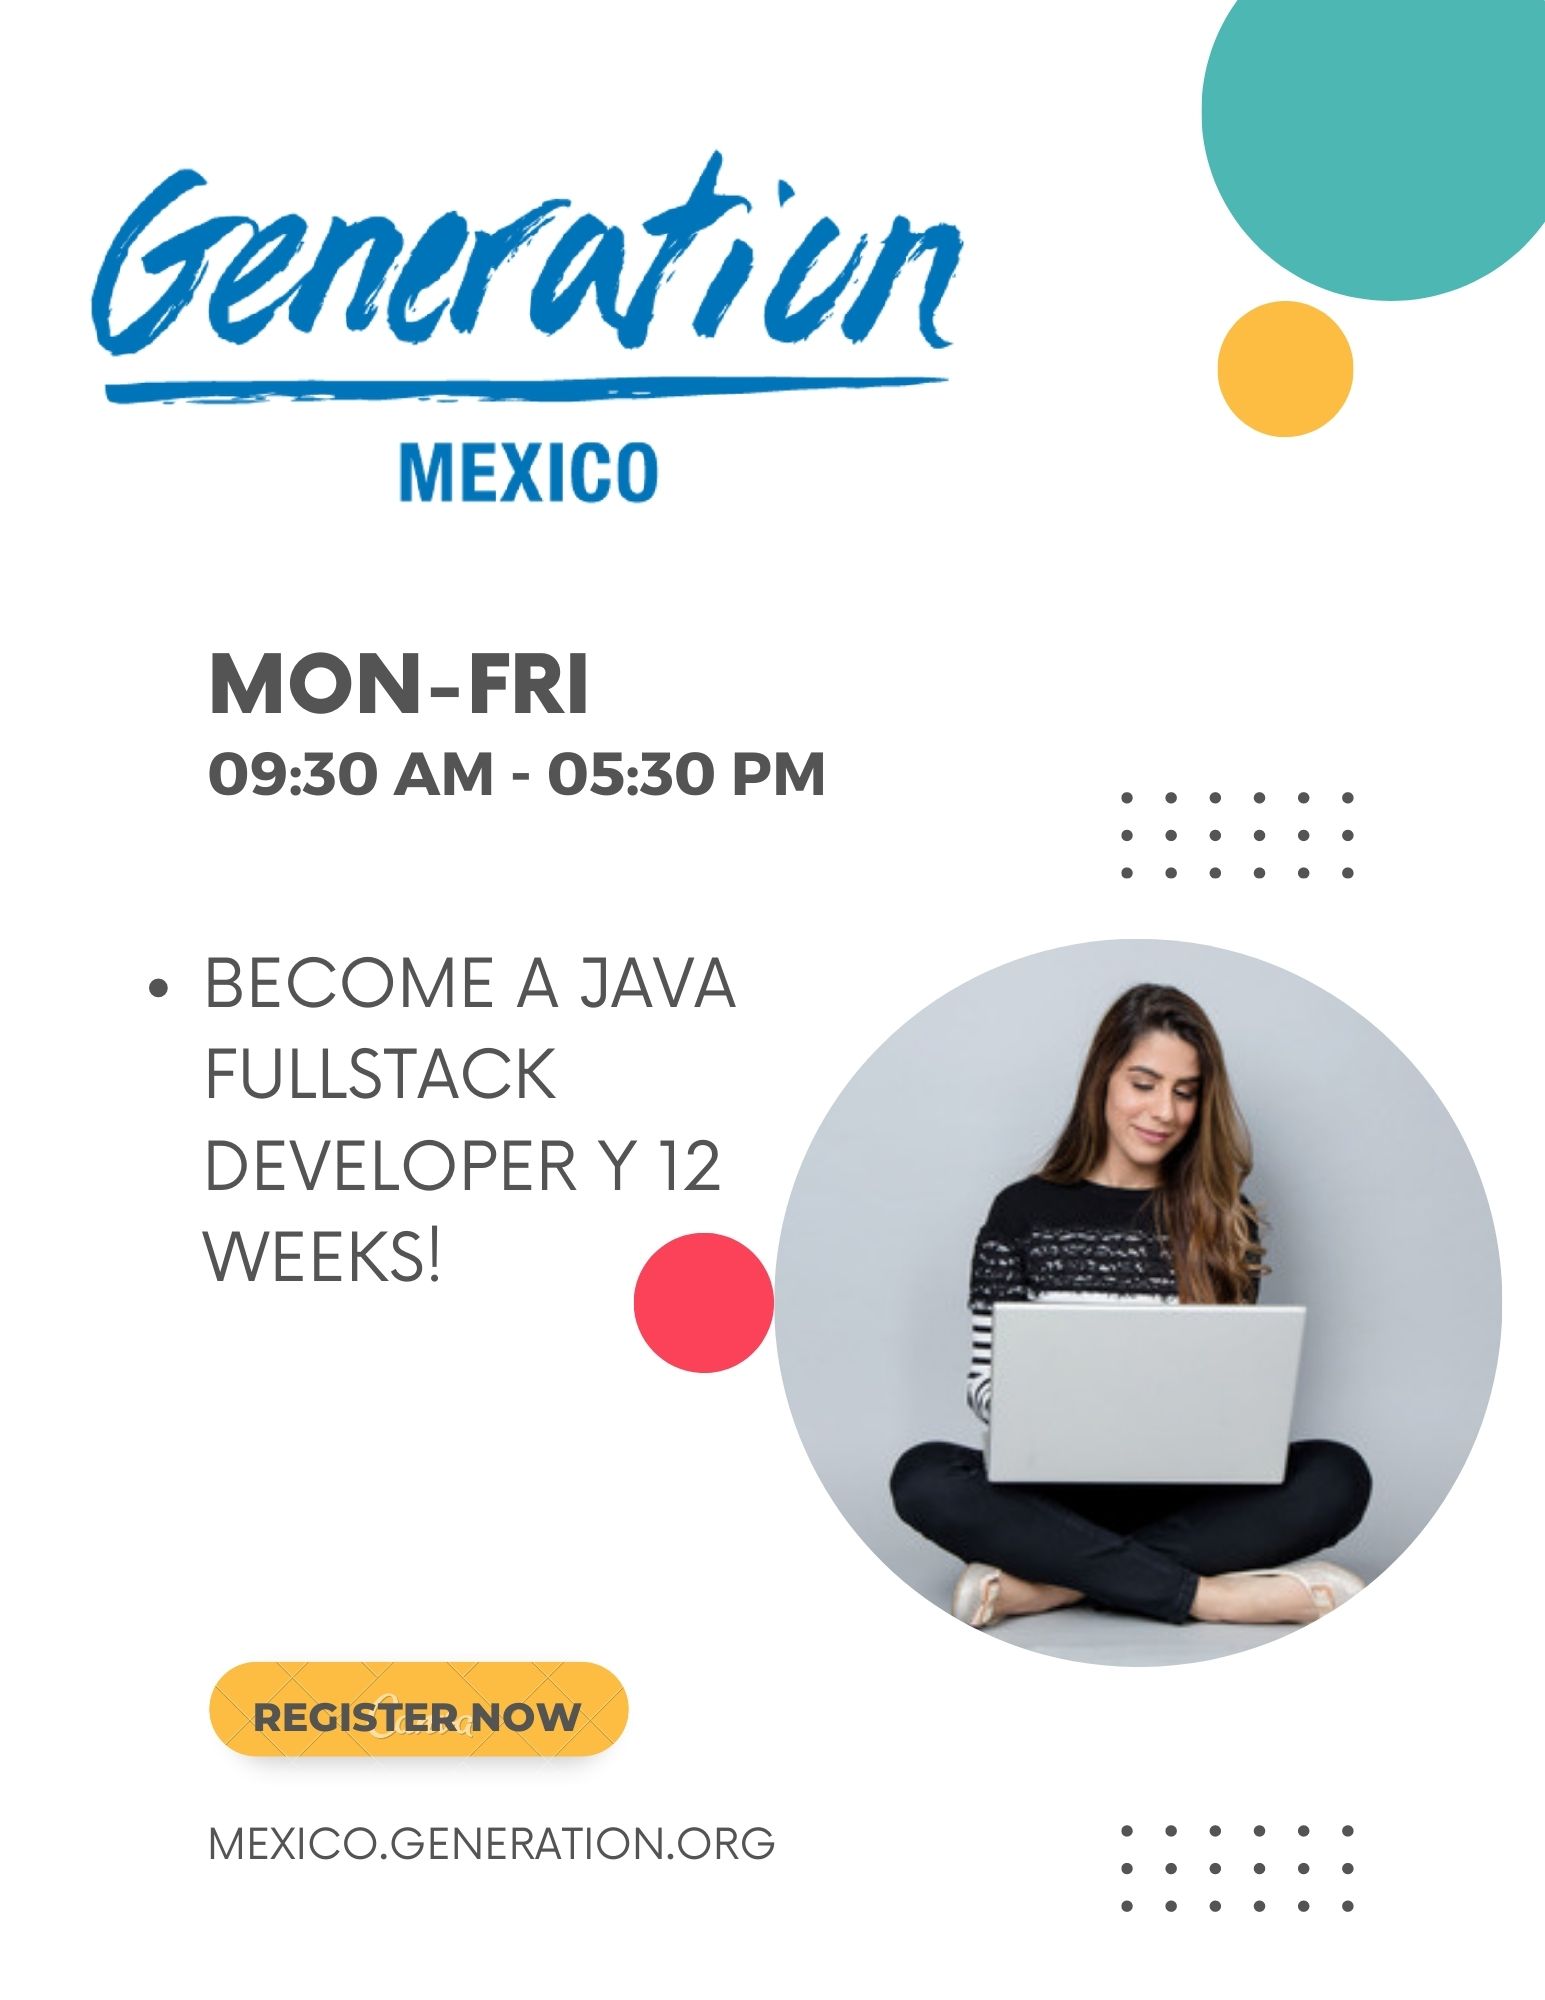 Generation
MEXICO
MON-FRI
09:30 AM - 05:30 PM
• BECOME A JAVA
FULLSTACK
DEVELOPER Y 12
WEEKS!
REGISTER NOW
Canva
MEXICO.GENERATION.ORG